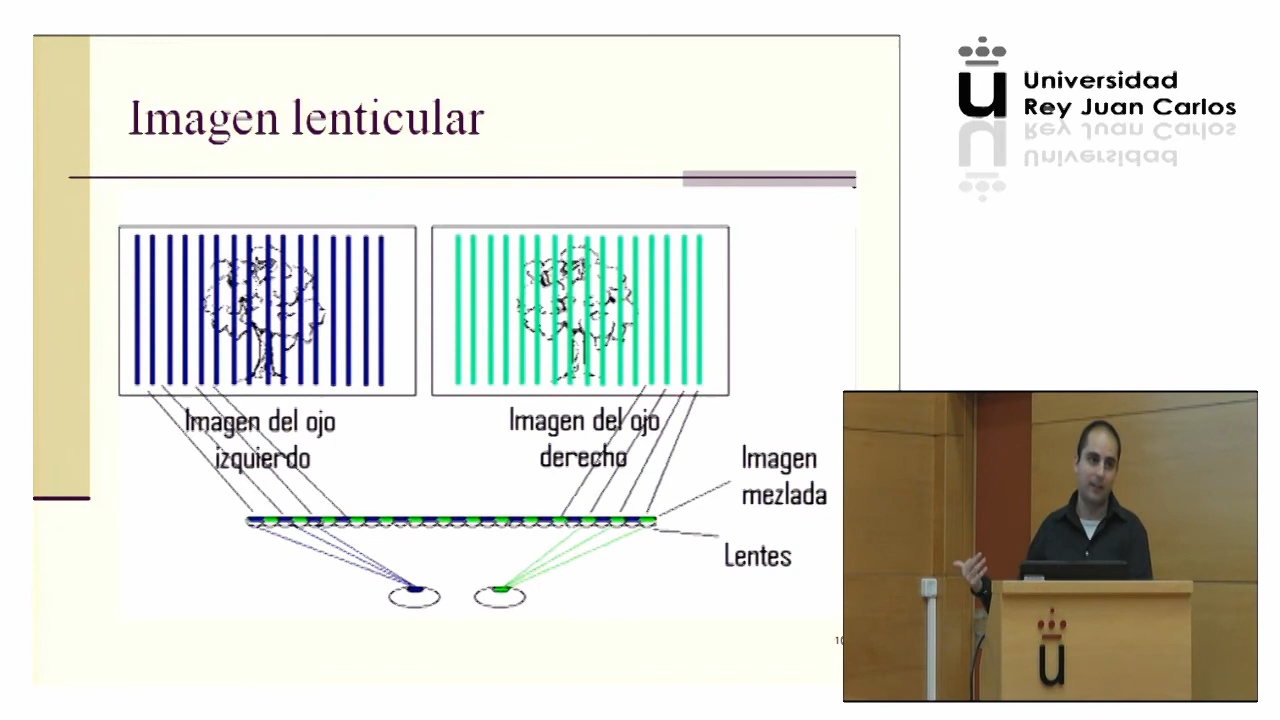 Imagen lenticular
Universidad
Rey Juan Carlos
Imagen del ojo
izquierdo
Imagen del ojo
derecho
Imagen
mezlada
Lentes